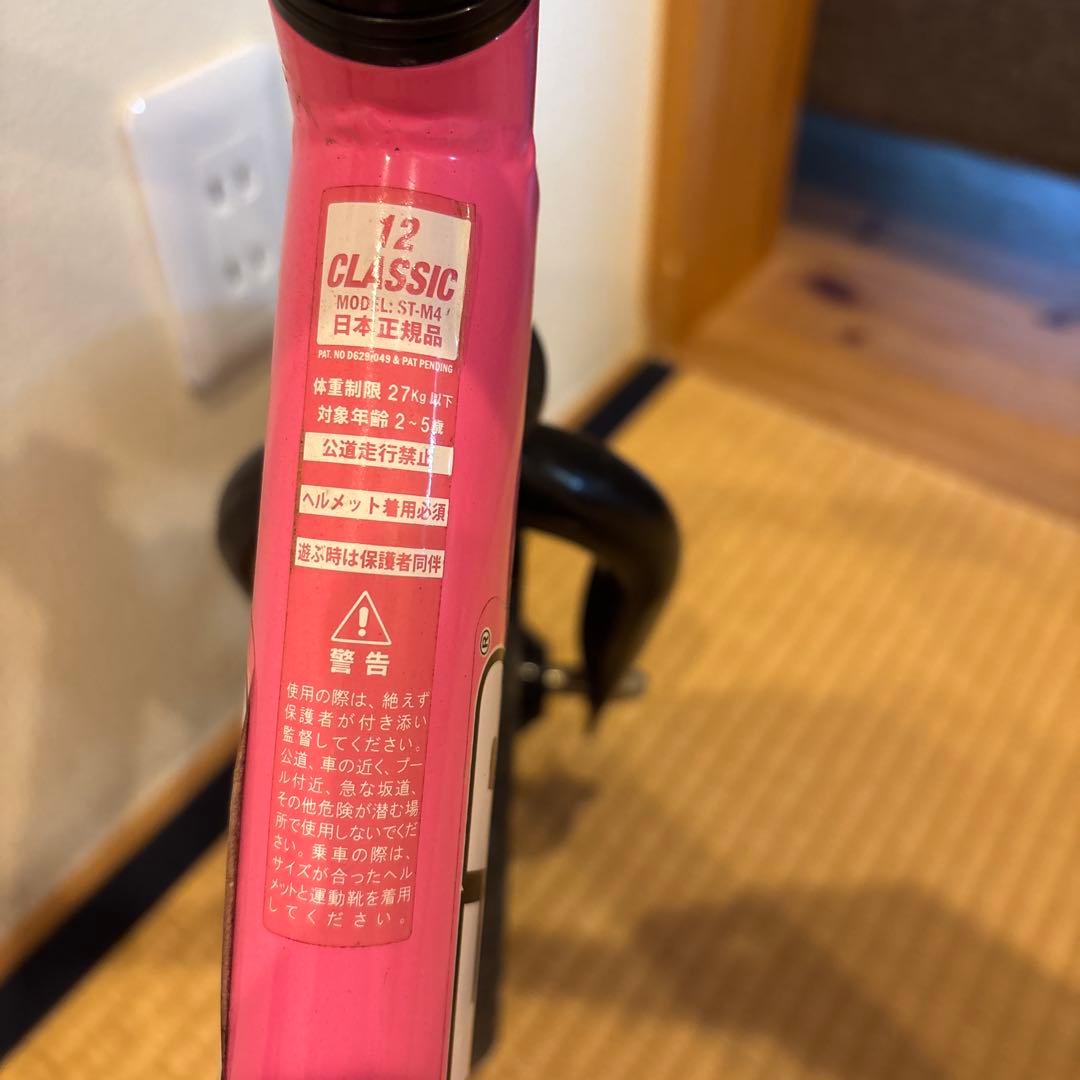 12
CLASSIC
MODEL: ST-M4
日本正規品
PAT. NO D629,049 & PAT PENDING
体重制限 27Kg以下
対象年齢 2~5歳
公道走行禁止
ヘルメット着用必須
遊ぶ時は保護者同伴
警告
使用の際は、絶えず
保護者が付き添い
監督してください。
公道、車の近く、プー
ル付近、急な坂道、
その他危険が潜む場
所で使用しないでくだ
さい。乗車の際は、
サイズが合ったヘル
メットと運動靴を着用
してください。
®